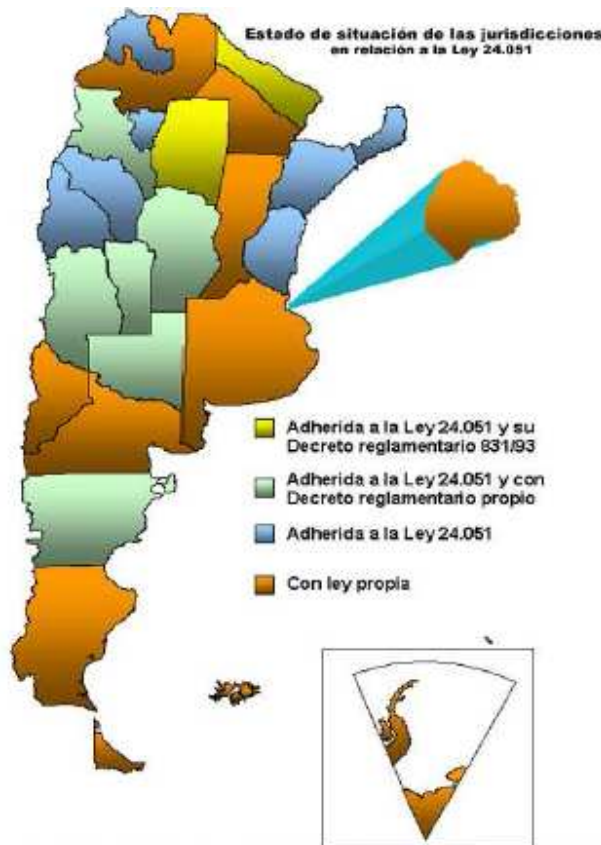 Estado de situación de las jurisdicciones
en relación a la Ley 24.051
Adherida a la Ley 24.051 y su
Decreto reglamentario 831/93
Adherida a la Ley 24.051 y con
Decreto reglamentario propio
Adherida a la Ley 24.051
Con ley propia